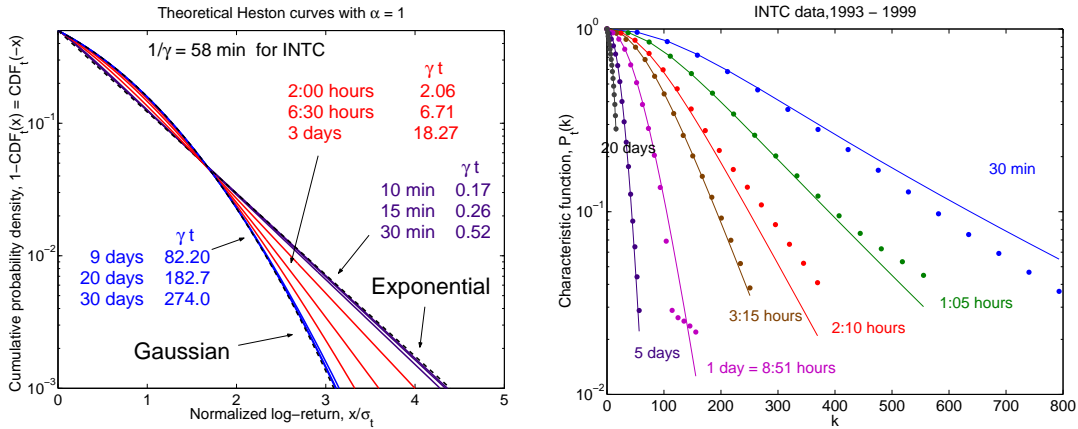 Theoretical Heston curves with α = 1
Cumulative probability density, 1−CDF_t(x) = CDF_t(−x)
10^0
10^−1
10^−2
10^−3
1/γ = 58 min for INTC
γ t
2:00 hours 2.06
6:30 hours 6.71
3 days 18.27
γ t
10 min 0.17
15 min 0.26
30 min 0.52
γ t
9 days 82.20
20 days 182.7
30 days 274.0
Exponential
Gaussian
0 1 2 3 4 5
Normalized log−return, x/σ_t
INTC data,1993 − 1999
Characteristic function, P_t(k)
10^0
10^−1
10^−2
20 days
30 min
1:05 hours
3:15 hours
2:10 hours
5 days
1 day = 8:51 hours
0 100 200 300 400 500 600 700 800
k